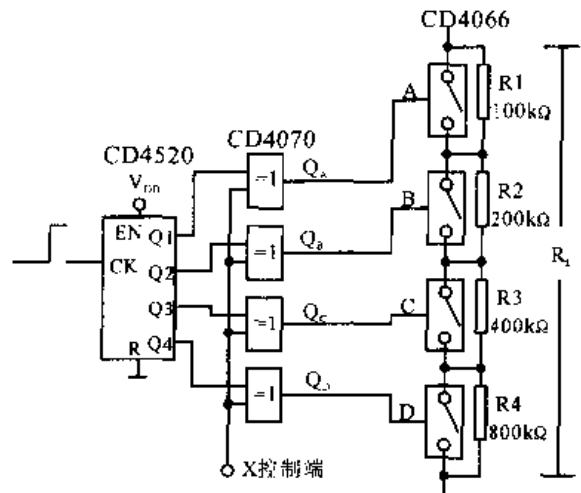 CD4066
A
R1
100kΩ
CD4070
CD4520
V_DD
=1
Q_A
EN
Q1
CK
Q2
Q3
Q4
R
=1
Q_B
B
R2
200kΩ
R_t
=1
Q_C
C
R3
400kΩ
=1
Q_D
D
R4
800kΩ
X控制端